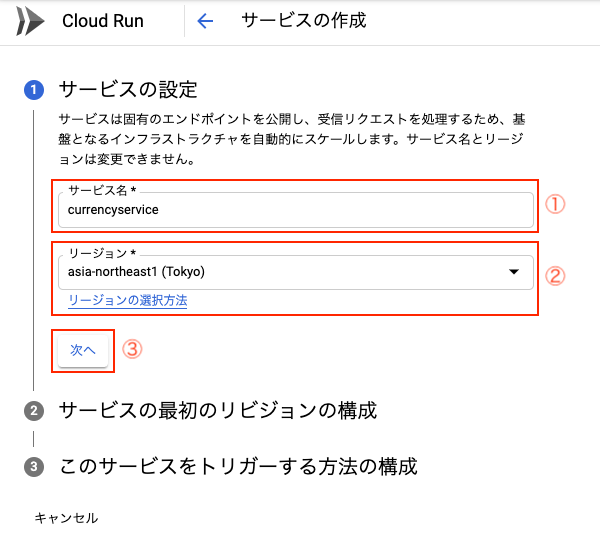 Cloud Run
← サービスの作成
1 サービスの設定
サービスは固有のエンドポイントを公開し、受信リクエストを処理するため、基
盤となるインフラストラクチャを自動的にスケールします。サービス名とリージ
ョンは変更できません。
サービス名 *
currencyservice
①
リージョン *
asia-northeast1 (Tokyo)
②
リージョンの選択方法
次へ
③
2 サービスの最初のリビジョンの構成
3 このサービスをトリガーする方法の構成
キャンセル